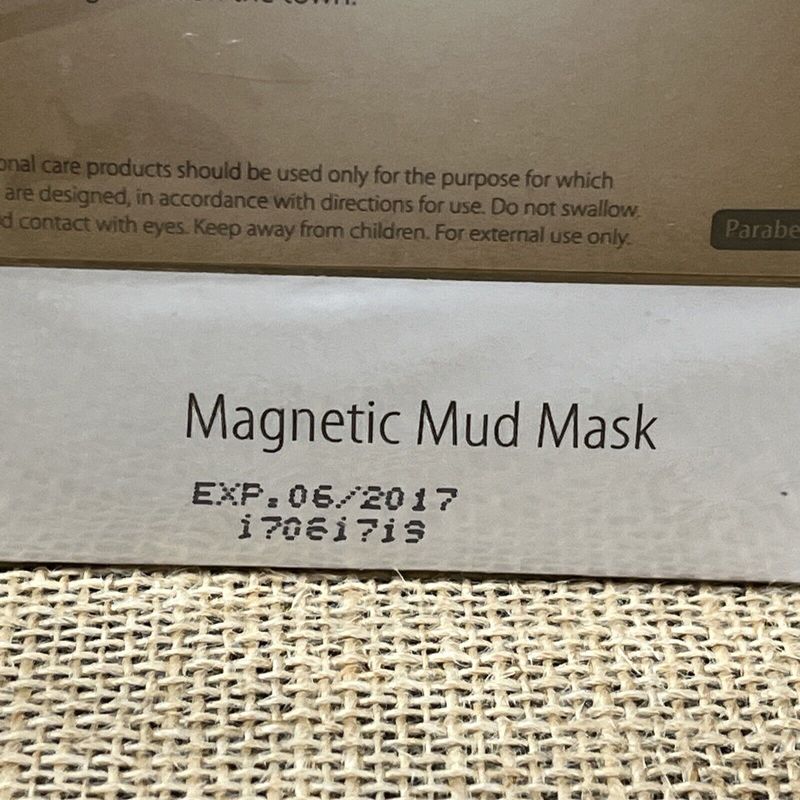 the town.
onal care products should be used only for the purpose for which
are designed, in accordance with directions for use. Do not swallow.
d contact with eyes. Keep away from children. For external use only.
Parabe
Magnetic Mud Mask
EXP.06/2017